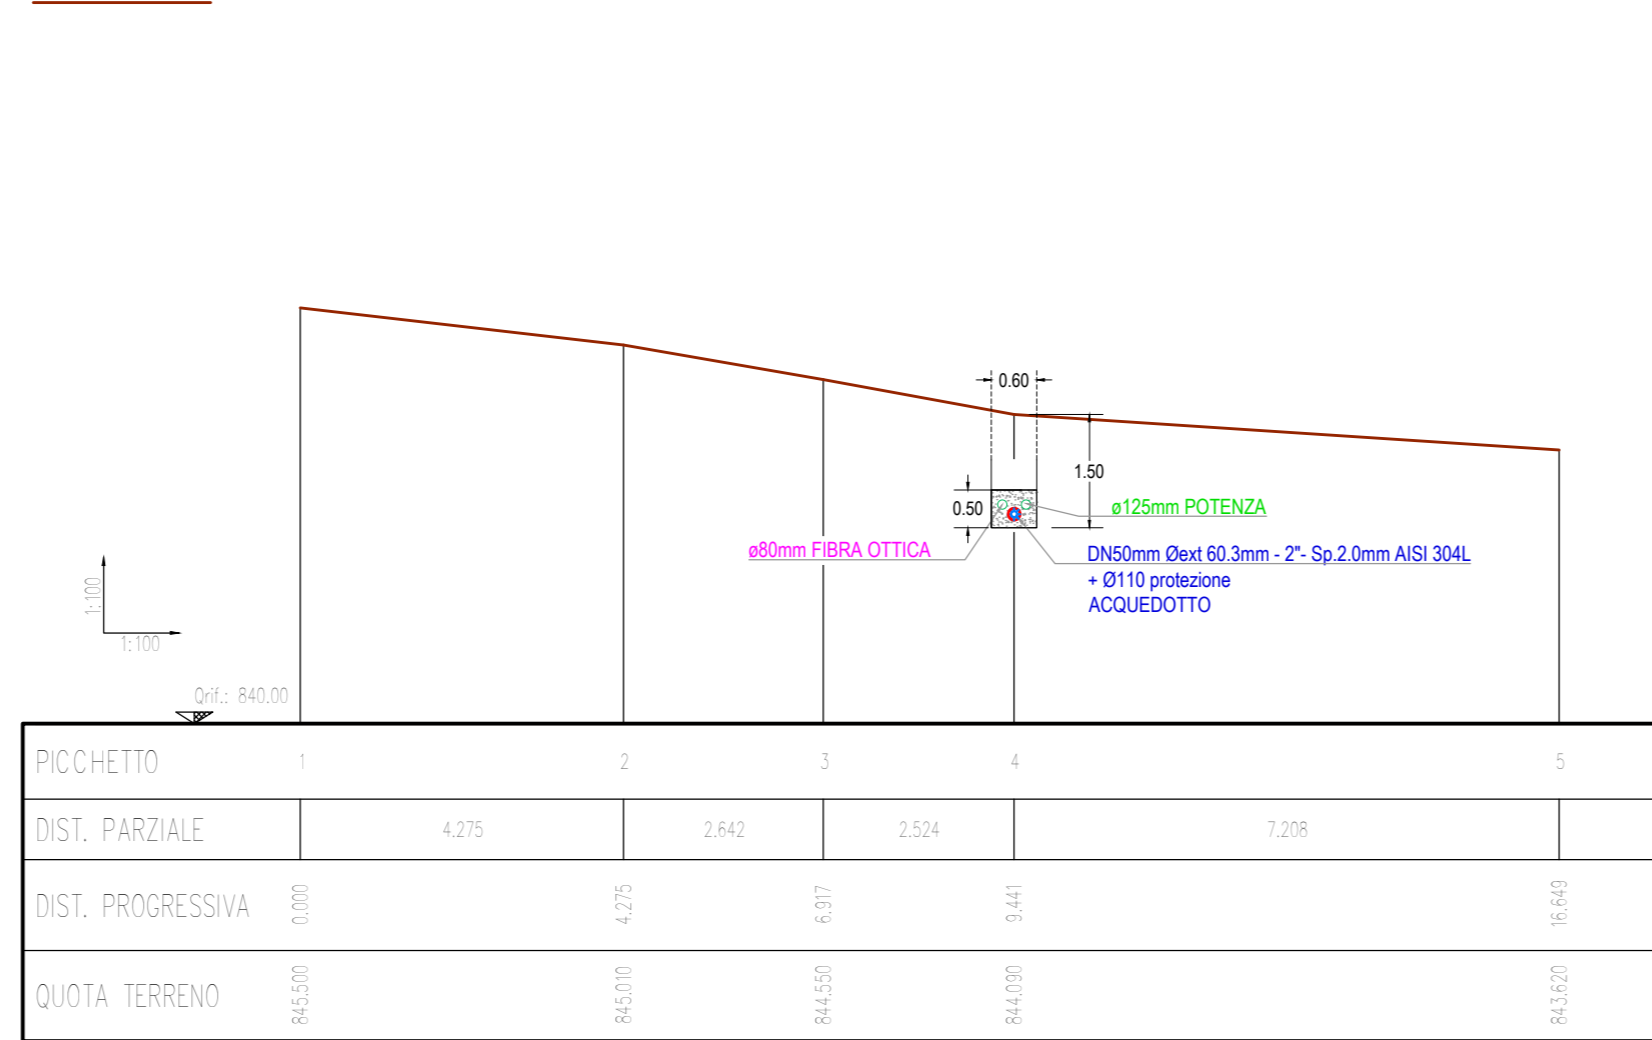 0.60
1.50
0.50
ø125mm POTENZA
ø80mm FIBRA OTTICA
DN50mm Øext 60.3mm - 2"- Sp.2.0mm AISI 304L
+ Ø110 protezione
ACQUEDOTTO
1:100
1:100
Qrif.: 840.00
PICCHETTO 1 2 3 4 5
DIST. PARZIALE 4.275 2.642 2.524 7.208
DIST. PROGRESSIVA 0.000 4.275 6.917 9.441 16.649
QUOTA TERRENO 845.500 845.010 844.550 844.090 843.620